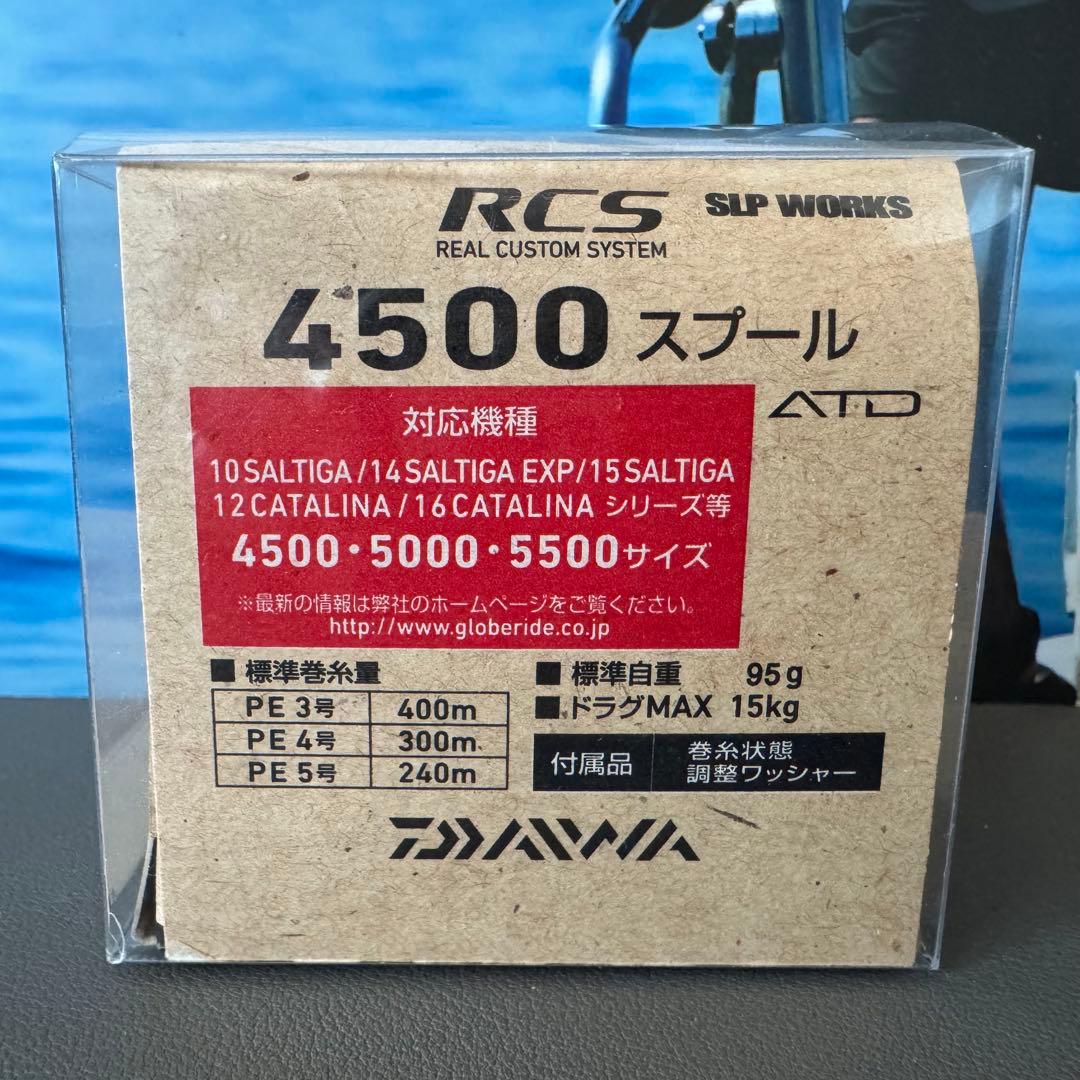 RCS SLP WORKS
REAL CUSTOM SYSTEM
4500 スプール
ATD
対応機種
10 SALTIGA / 14 SALTIGA EXP / 15 SALTIGA
12 CATALINA / 16 CATALINA シリーズ等
4500・5000・5500サイズ
※最新の情報は弊社のホームページをご覧ください。
http://www.globeride.co.jp
■ 標準巻糸量
PE 3号 400m
PE 4号 300m
PE 5号 240m
■ 標準自重 95g
■ ドラグMAX 15kg
付属品 巻糸状態
調整ワッシャー
DAIWA